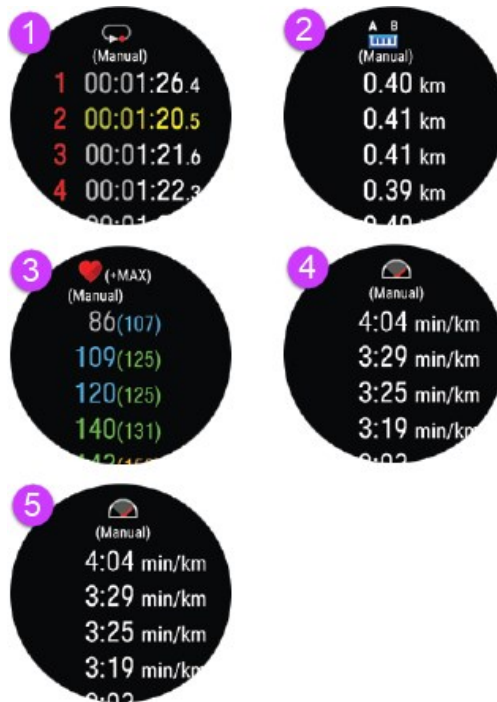 1
(Manual)
1 00:01:26.4
2 00:01:20.5
3 00:01:21.6
4 00:01:22.3
2
A B
(Manual)
0.40 km
0.41 km
0.41 km
0.39 km
3
(+MAX)
(Manual)
86(107)
109(125)
120(125)
140(131)
4
(Manual)
4:04 min/km
3:29 min/km
3:25 min/km
3:19 min/km
5
(Manual)
4:04 min/km
3:29 min/km
3:25 min/km
3:19 min/km